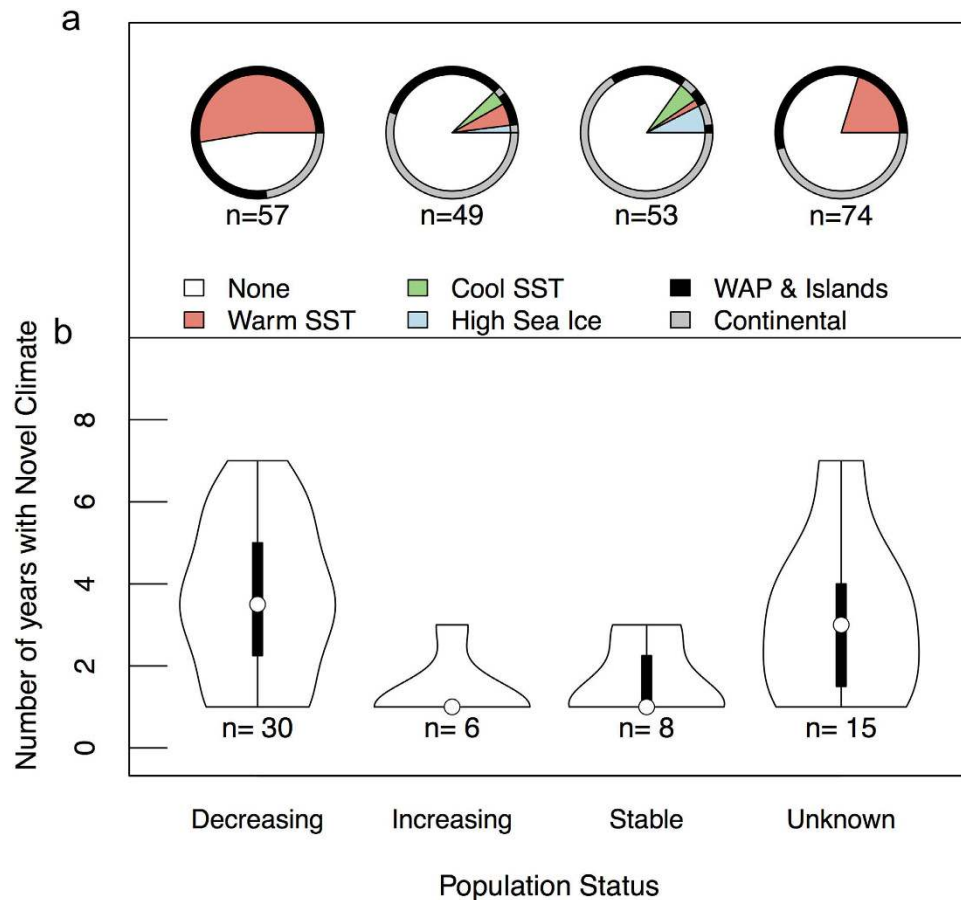 a
n=57 n=49 n=53 n=74
None Cool SST WAP & Islands
Warm SST High Sea Ice Continental
b
Number of years with Novel Climate
8
6
4
2
0
n= 30 n= 6 n= 8 n= 15
Decreasing Increasing Stable Unknown
Population Status